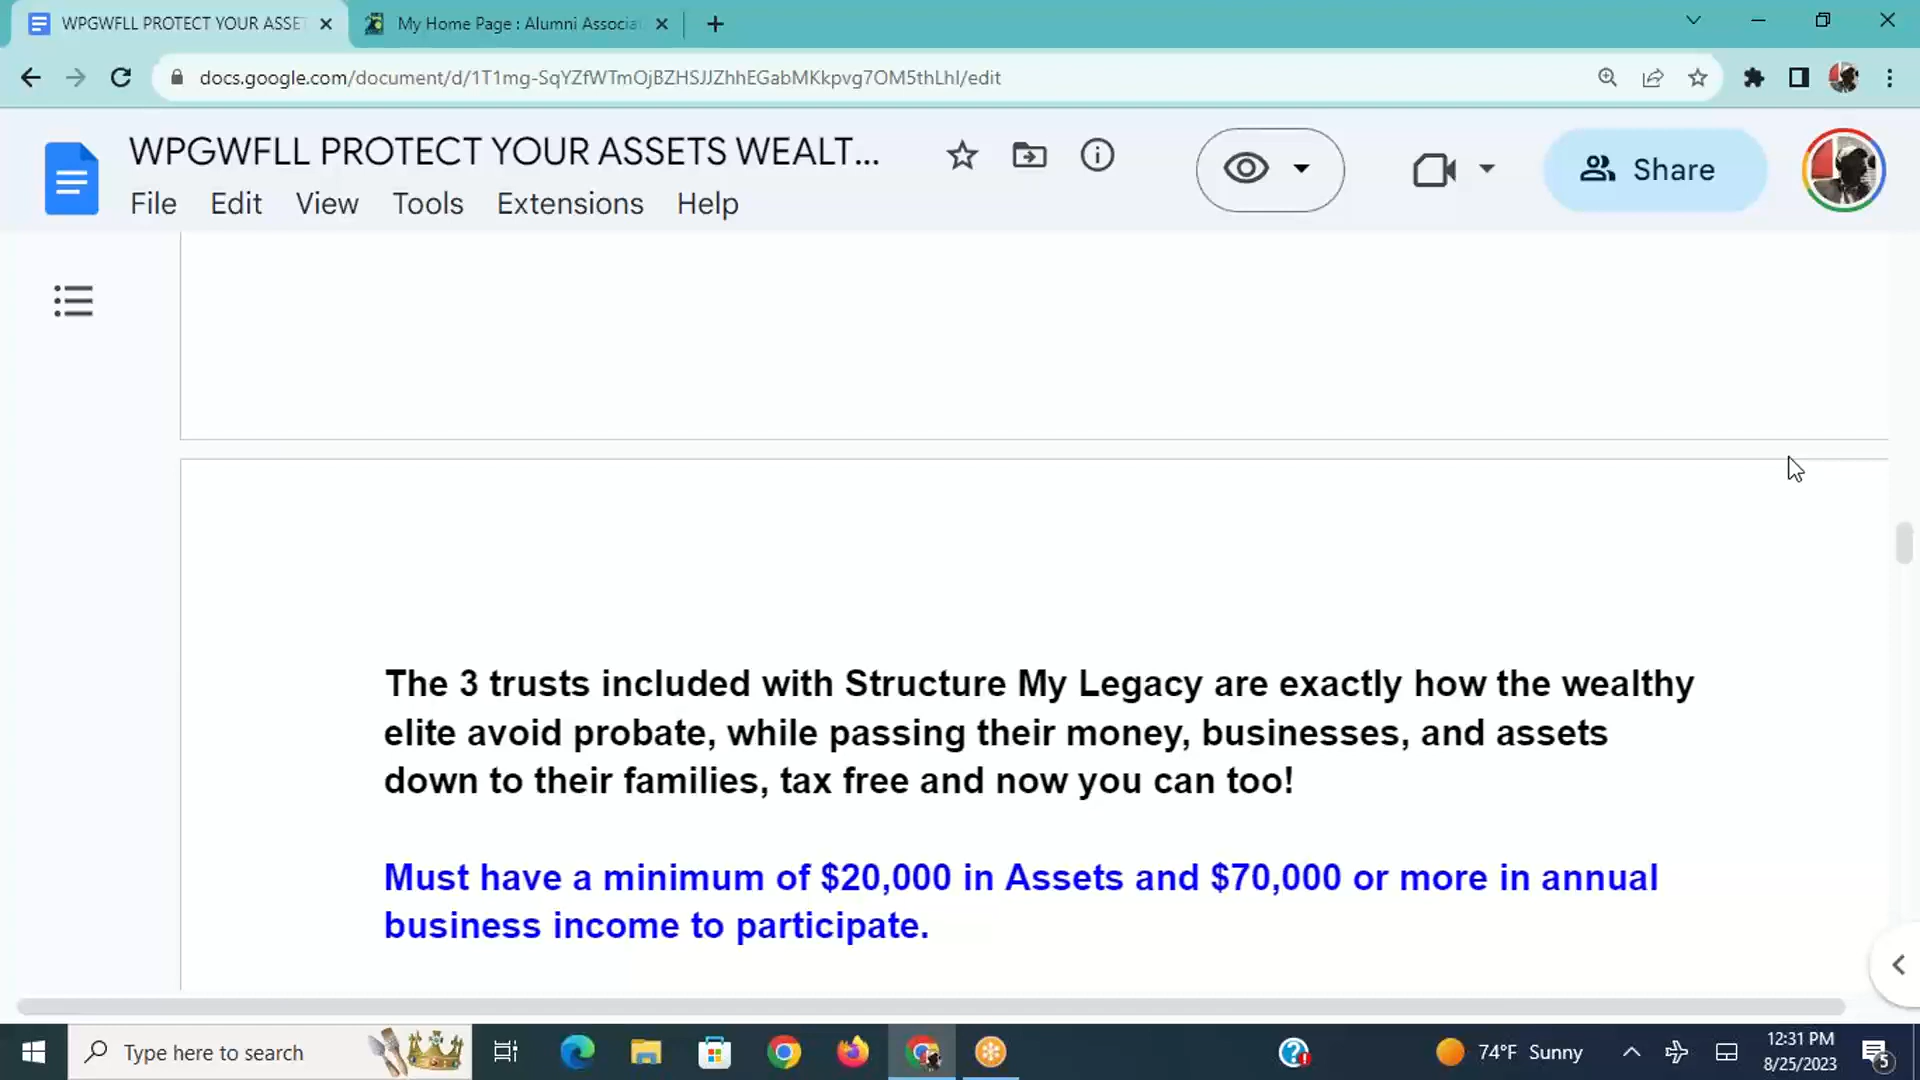 WPGWFLL PROTECT YOUR ASSE
My Home Page : Alumni Associa
docs.google.com/document/d/1T1mg-SqYZfWTmOjBZHSJJZhhEGabMKkpvg7OM5thLhI/edit
WPGWFLL PROTECT YOUR ASSETS WEALT...
File Edit View Tools Extensions Help
Share
The 3 trusts included with Structure My Legacy are exactly how the wealthy
elite avoid probate, while passing their money, businesses, and assets
down to their families, tax free and now you can too!
Must have a minimum of $20,000 in Assets and $70,000 or more in annual
business income to participate.
Type here to search
74°F Sunny
12:31 PM
8/25/2023
5